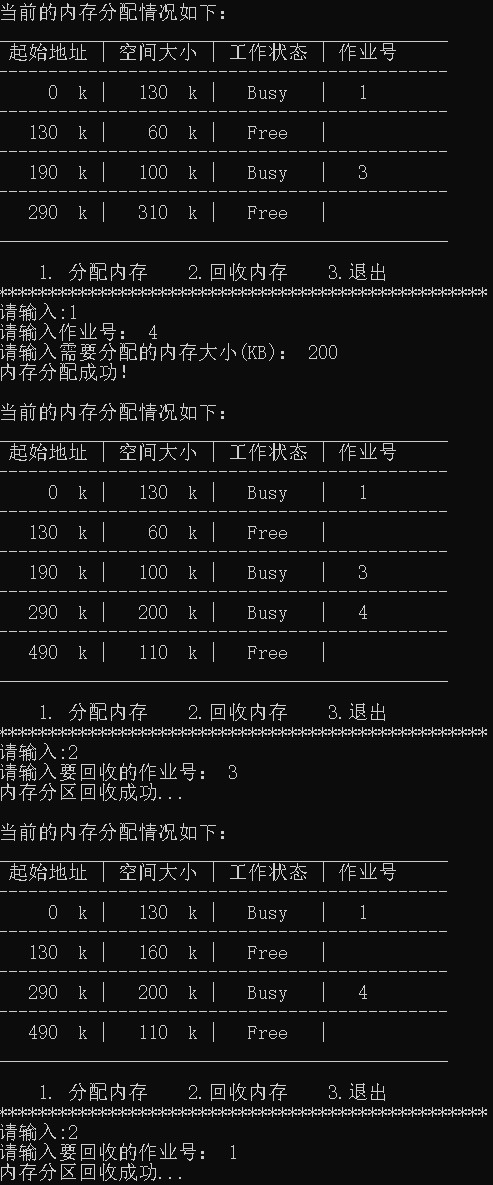 当前的内存分配情况如下：
起始地址 | 空间大小 | 工作状态 | 作业号
0 k | 130 k | Busy | 1
130 k | 60 k | Free |
190 k | 100 k | Busy | 3
290 k | 310 k | Free |
1. 分配内存 2.回收内存 3.退出
*************************************************
请输入:1
请输入作业号： 4
请输入需要分配的内存大小(KB)： 200
内存分配成功!
当前的内存分配情况如下：
起始地址 | 空间大小 | 工作状态 | 作业号
0 k | 130 k | Busy | 1
130 k | 60 k | Free |
190 k | 100 k | Busy | 3
290 k | 200 k | Busy | 4
490 k | 110 k | Free |
1. 分配内存 2.回收内存 3.退出
*************************************************
请输入:2
请输入要回收的作业号： 3
内存分区回收成功...
当前的内存分配情况如下：
起始地址 | 空间大小 | 工作状态 | 作业号
0 k | 130 k | Busy | 1
130 k | 160 k | Free |
290 k | 200 k | Busy | 4
490 k | 110 k | Free |
1. 分配内存 2.回收内存 3.退出
*************************************************
请输入:2
请输入要回收的作业号： 1
内存分区回收成功...